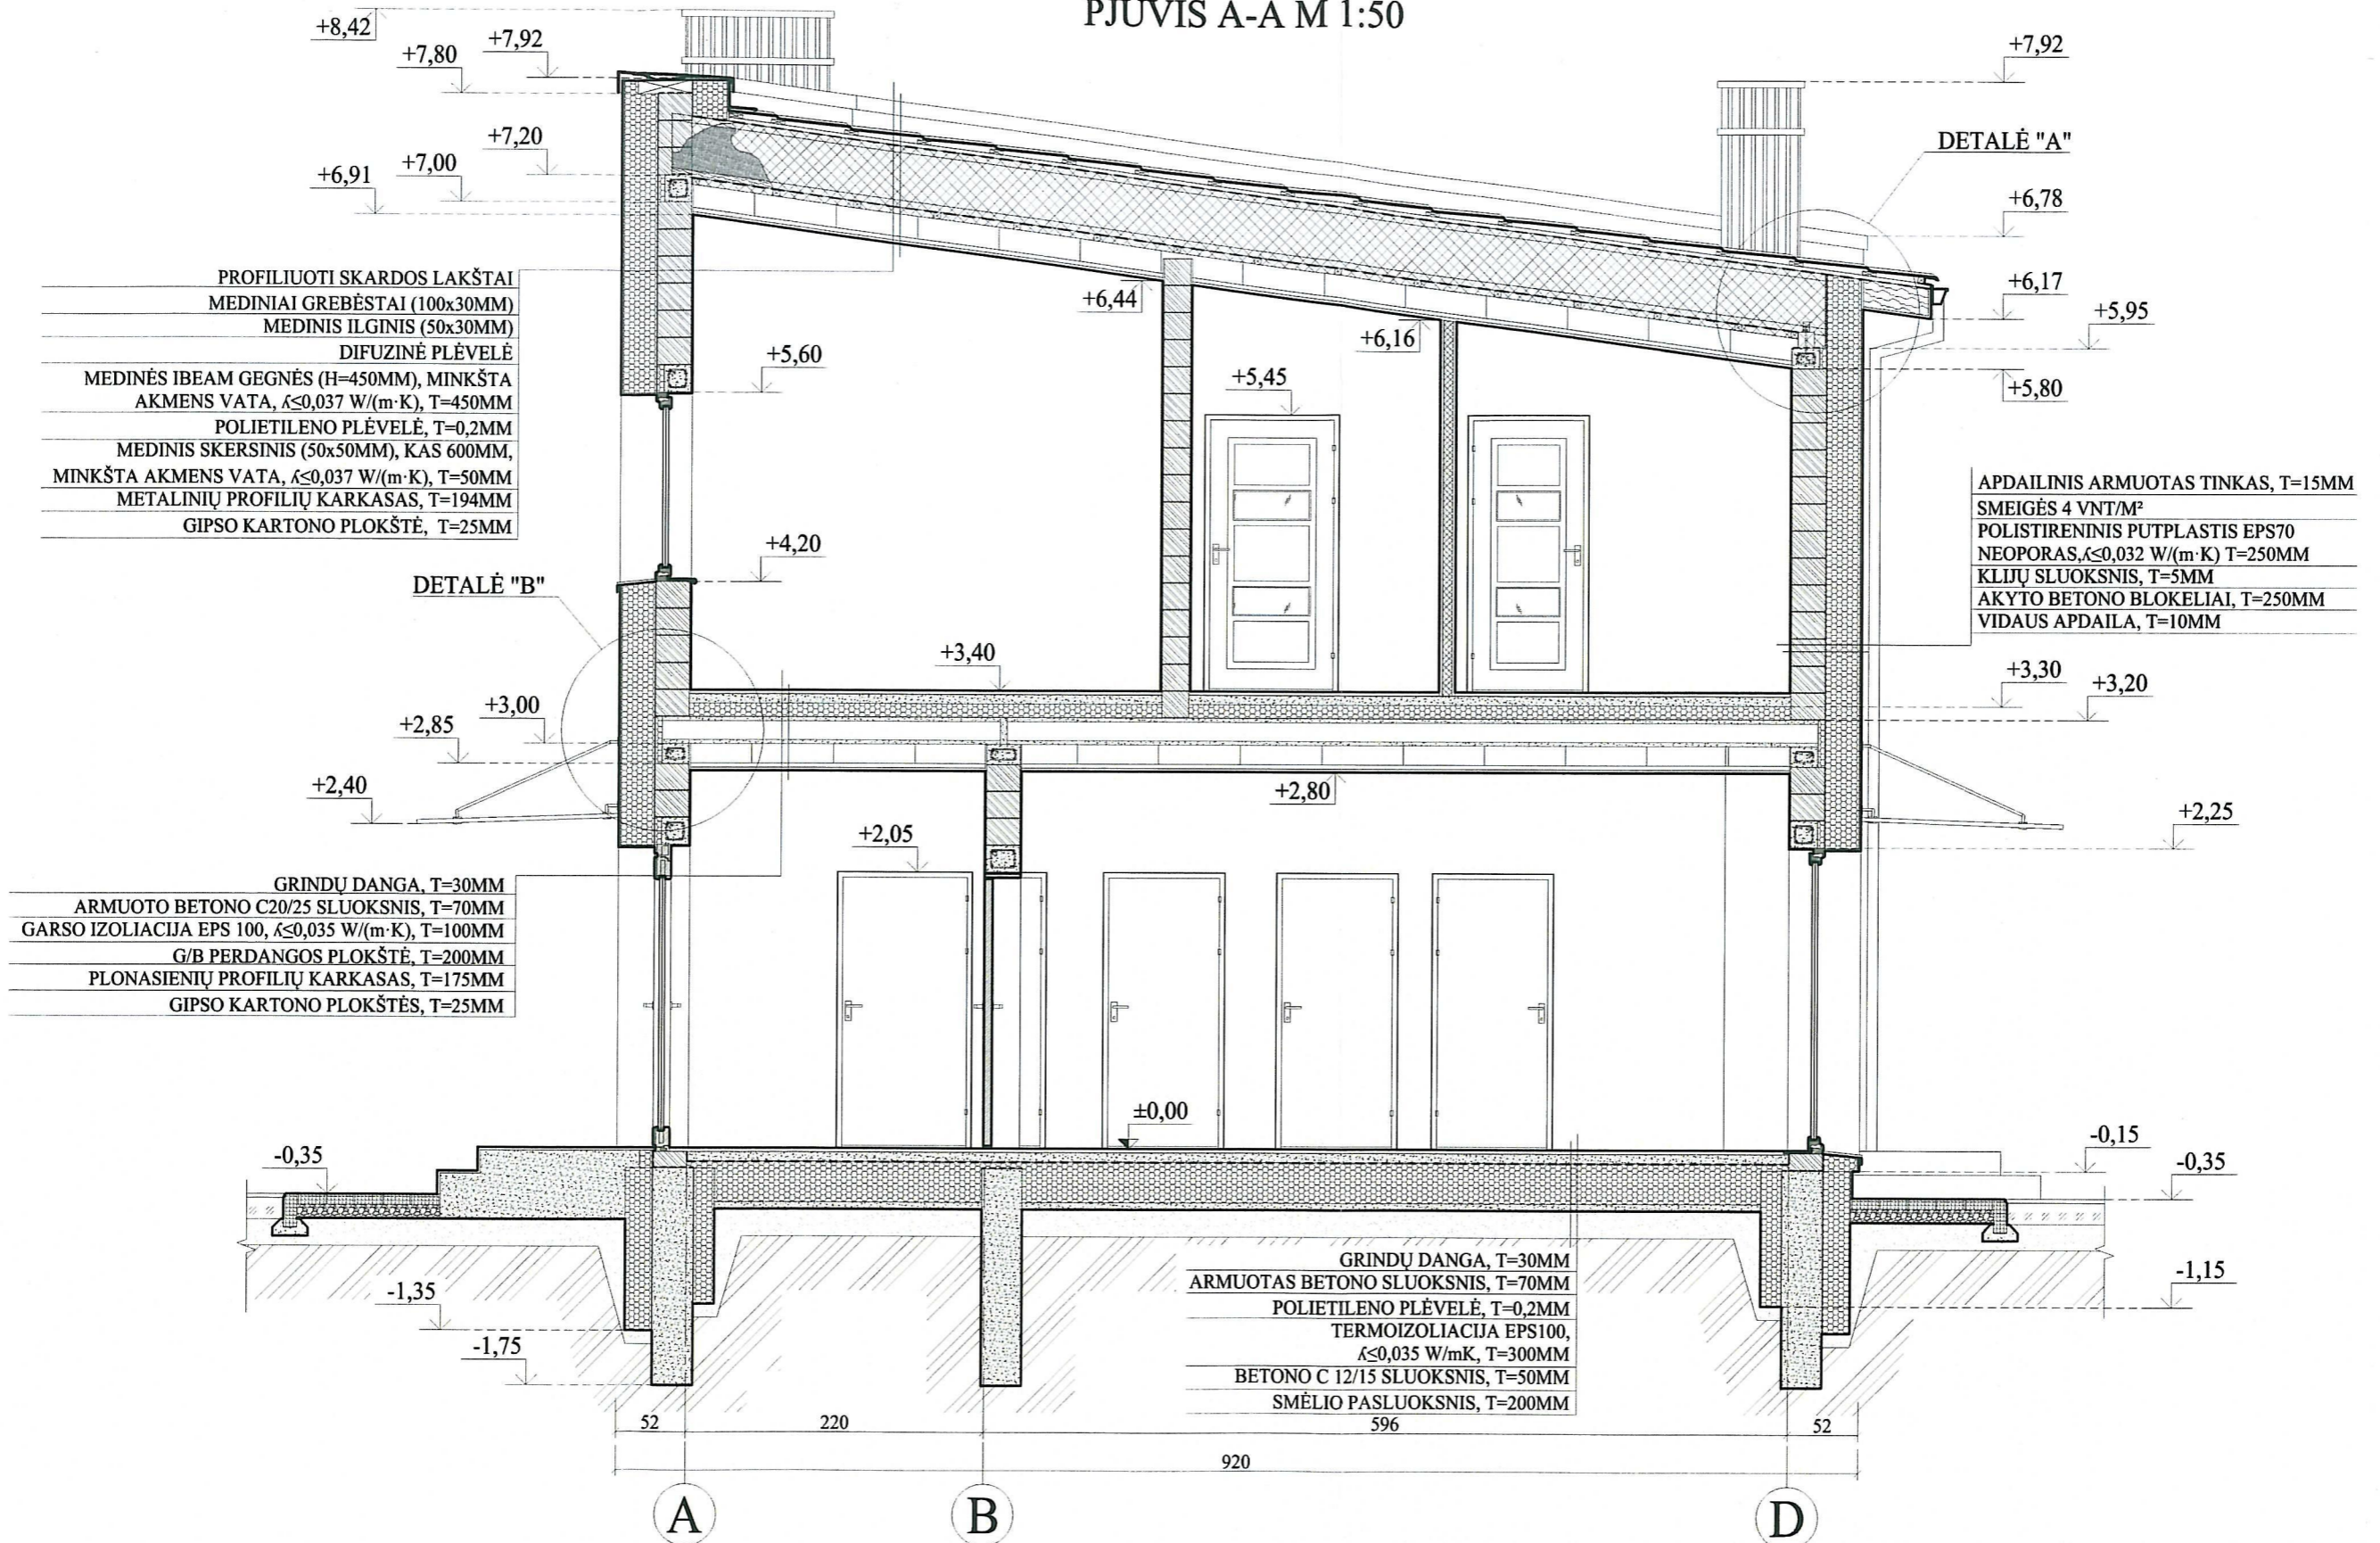 PJŪVIS A-A M 1:50
+8,42
+7,80
+7,92
+7,20
+7,00
+6,91
+7,92
DETALĖ "A"
+6,78
+6,17
+5,95
+5,80
+6,44
+6,16
+5,60
+5,45
+4,20
PROFILIUOTI SKARDOS LAKŠTAI
MEDINIAI GREBĖSTAI (100x30MM)
MEDINIS ILGINIS (50x30MM)
DIFUZINĖ PLĖVELĖ
MEDINĖS IBEAM GEGNĖS (H=450MM), MINKŠTA
AKMENS VATA, ʎ≤0,037 W/(m·K), T=450MM
POLIETILENO PLĖVELĖ, T=0,2MM
MEDINIS SKERSINIS (50x50MM), KAS 600MM,
MINKŠTA AKMENS VATA, ʎ≤0,037 W/(m·K), T=50MM
METALINIŲ PROFILIŲ KARKASAS, T=194MM
GIPSO KARTONO PLOKŠTĖ, T=25MM
APDAILINIS ARMUOTAS TINKAS, T=15MM
SMEIGĖS 4 VNT/M²
POLISTIRENINIS PUTPLASTIS EPS70
NEOPORAS,ʎ≤0,032 W/(m·K) T=250MM
KLIJŲ SLUOKSNIS, T=5MM
AKYTO BETONO BLOKELIAI, T=250MM
VIDAUS APDAILA, T=10MM
DETALĖ "B"
+3,40
+3,30
+3,20
+3,00
+2,85
+2,40
+2,80
+2,25
+2,05
GRINDŲ DANGA, T=30MM
ARMUOTO BETONO C20/25 SLUOKSNIS, T=70MM
GARSO IZOLIACIJA EPS 100, ʎ≤0,035 W/(m·K), T=100MM
G/B PERDANGOS PLOKŠTĖ, T=200MM
PLONASIENIŲ PROFILIŲ KARKASAS, T=175MM
GIPSO KARTONO PLOKŠTĖS, T=25MM
±0,00
-0,35
-0,15
-0,35
-1,15
-1,35
-1,75
GRINDŲ DANGA, T=30MM
ARMUOTAS BETONO SLUOKSNIS, T=70MM
POLIETILENO PLĖVELĖ, T=0,2MM
TERMOIZOLIACIJA EPS100,
ʎ≤0,035 W/mK, T=300MM
BETONO C 12/15 SLUOKSNIS, T=50MM
SMĖLIO PASLUOKSNIS, T=200MM
52
220
596
52
920
A
B
D